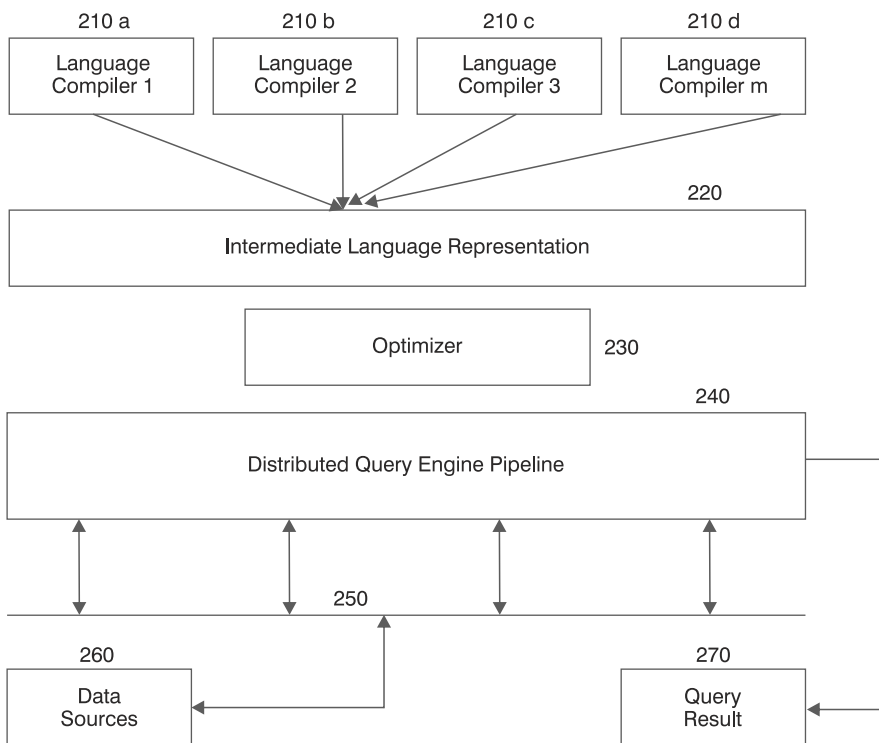 210 a
210 b
210 c
210 d
Language
Compiler 1
Language
Compiler 2
Language
Compiler 3
Language
Compiler m
220
Intermediate Language Representation
Optimizer
230
240
Distributed Query Engine Pipeline
250
260
270
Data
Sources
Query
Result